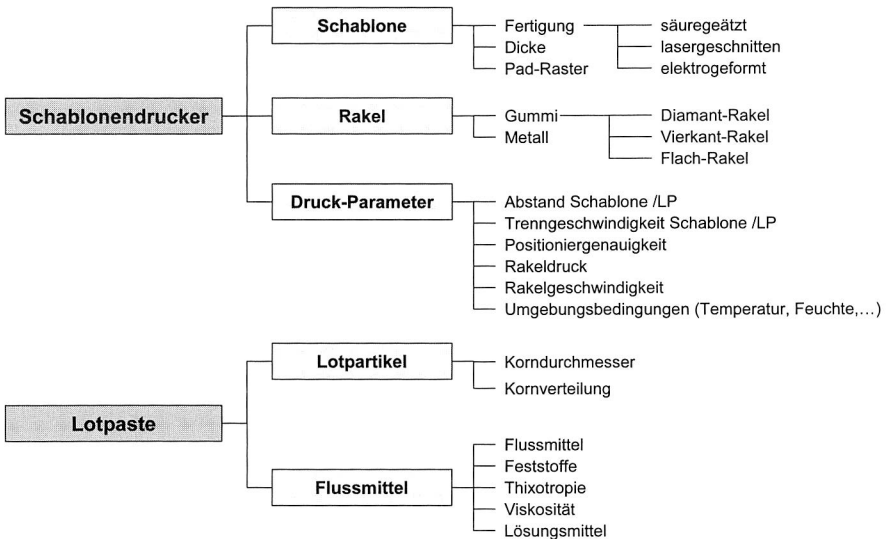 Schablonendrucker
Schablone
Fertigung
säuregeätzt
Dicke
lasergeschnitten
Pad-Raster
elektrogeformt
Rakel
Gummi
Diamant-Rakel
Metall
Vierkant-Rakel
Flach-Rakel
Druck-Parameter
Abstand Schablone /LP
Trenngeschwindigkeit Schablone /LP
Positioniergenauigkeit
Rakeldruck
Rakelgeschwindigkeit
Umgebungsbedingungen (Temperatur, Feuchte,…)
Lotpaste
Lotpartikel
Korndurchmesser
Kornverteilung
Flussmittel
Flussmittel
Feststoffe
Thixotropie
Viskosität
Lösungsmittel